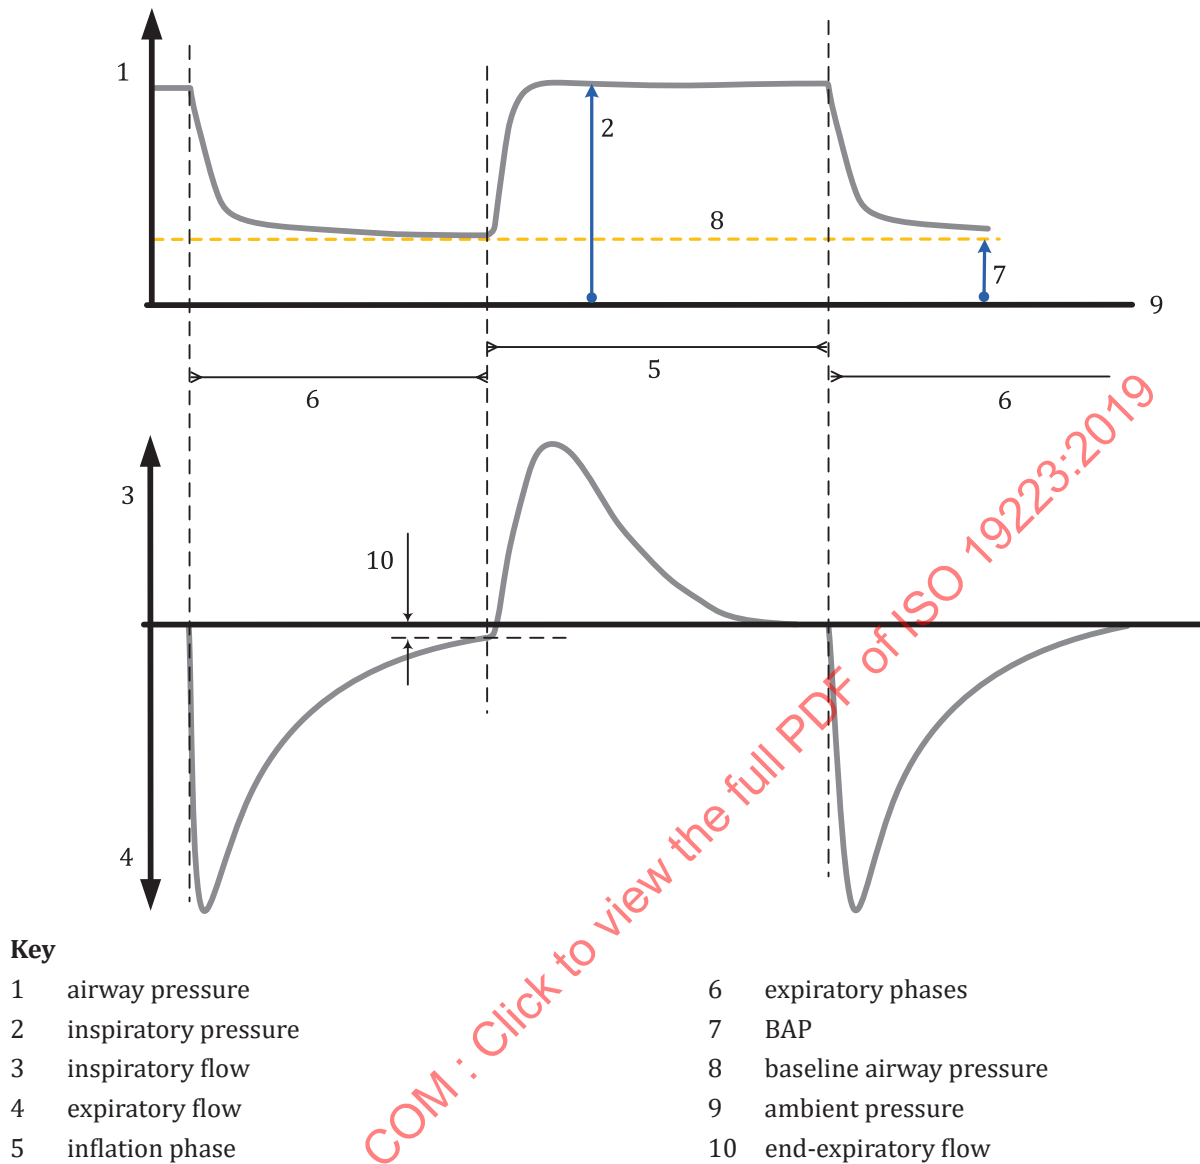 1
2
8
7
9
5
6
6
3
10
4
COM : Click to view the full PDF of ISO 19223:2019
Key
1 airway pressure
2 inspiratory pressure
3 inspiratory flow
4 expiratory flow
5 inflation phase
6 expiratory phases
7 BAP
8 baseline airway pressure
9 ambient pressure
10 end-expiratory flow